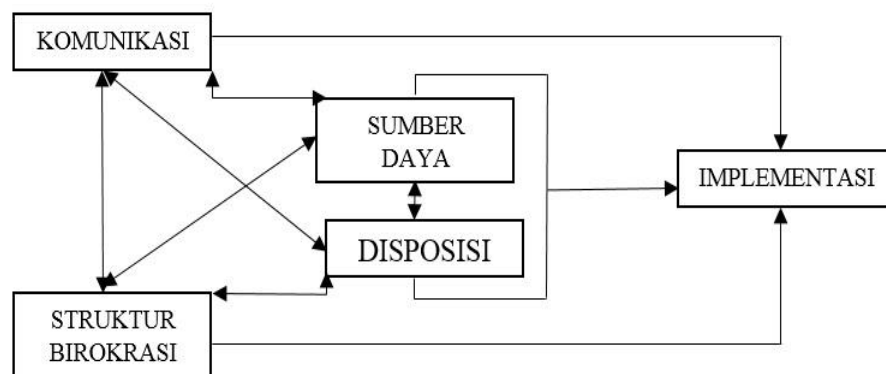 KOMUNIKASI
SUMBER
DAYA
IMPLEMENTASI
DISPOSISI
STRUKTUR
BIROKRASI